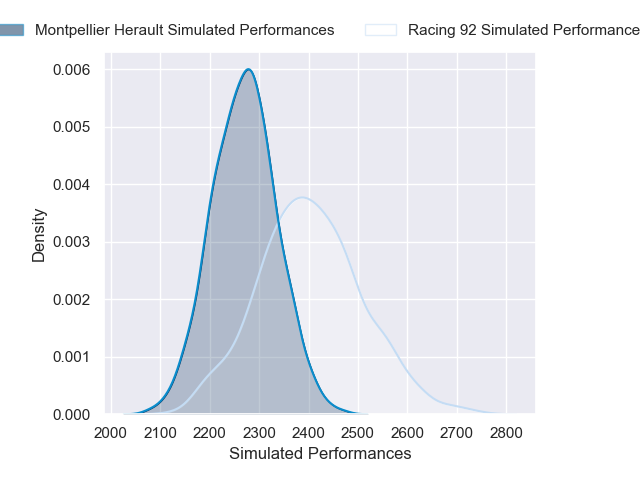 Montpellier Herault Simulated Performances
Racing 92 Simulated Performance
0.006
0.005
0.004
0.003
0.002
0.001
0.000
Density
2000 2100 2200 2300 2400 2500 2600 2700 2800
Simulated Performances